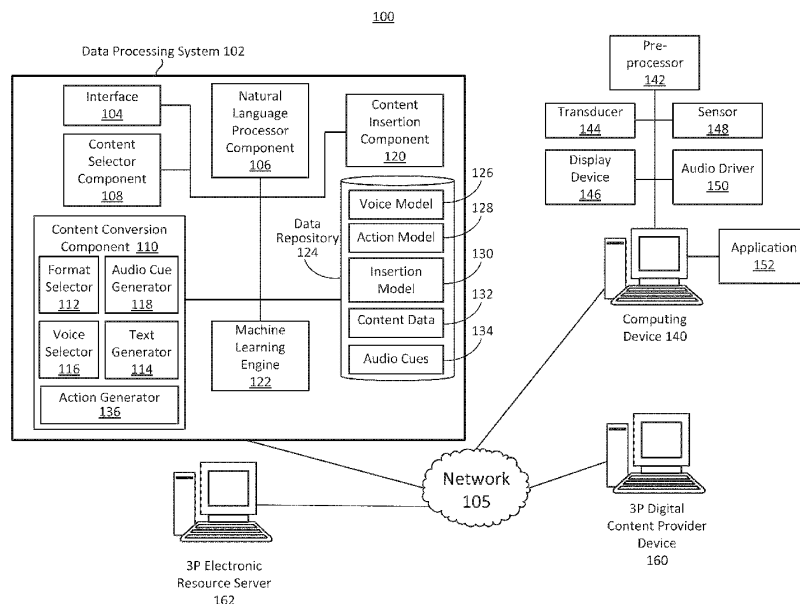 100
Data Processing System 102
Interface
104
Natural
Language
Processor
Component
106
Content
Insertion
Component
120
Content
Selector
Component
108
Data
Repository
124
Voice Model
126
Action Model
128
Insertion
Model
130
Content Data
132
Audio Cues
134
Content Conversion
Component 110
Format
Selector
112
Audio Cue
Generator
118
Voice
Selector
116
Text
Generator
114
Action Generator
136
Machine
Learning
Engine
122
Pre-
processor
142
Transducer
144
Sensor
148
Display
Device
146
Audio Driver
150
Application
152
Computing
Device 140
Network
105
3P Digital
Content Provider
Device
160
3P Electronic
Resource Server
162